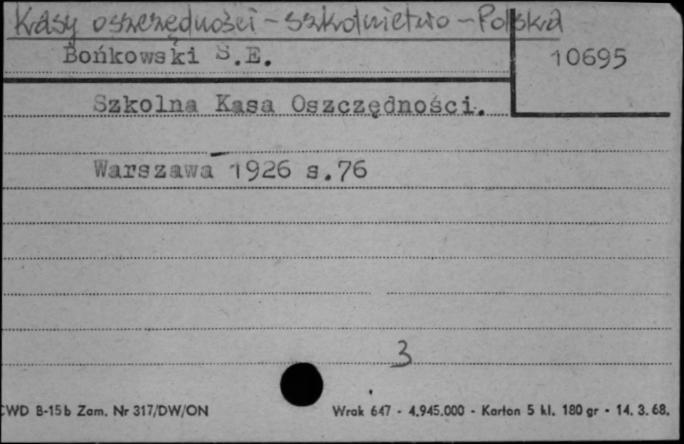 Kasy oszczędności - szkolnictwo - Polska
Bońkowski S.E.
10695
Szkolna Kasa Oszczędności.
Warszawa 1926 s.76
3
CWD B-15b Zam. Nr 317/DW/ON
Wrak 647 - 4.945.000 - Karton 5 kl. 180 gr - 14. 3. 68.